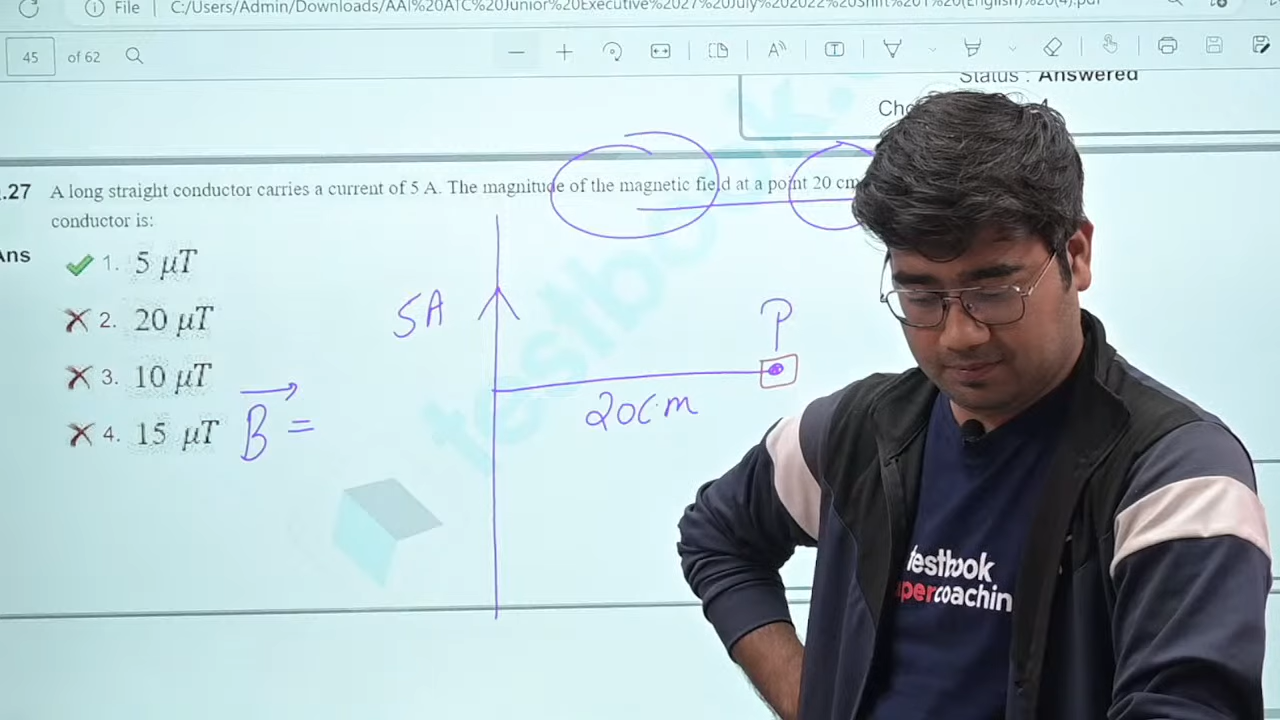 File | C:/Users/Admin/Downloads/AAI%20ATC%20Junior%20Executive%2027%20July%202022%20Shift%201%20(English)%20(4).pdf
45 of 62
Status : Answered
.27 A long straight conductor carries a current of 5 A. The magnitude of the magnetic field at a point 20 cm
conductor is:
Ans 1. 5 μT
2. 20 μT
3. 10 μT
4. 15 μT
B =
5A
P
20cm
testbook.
testbook
percoachin